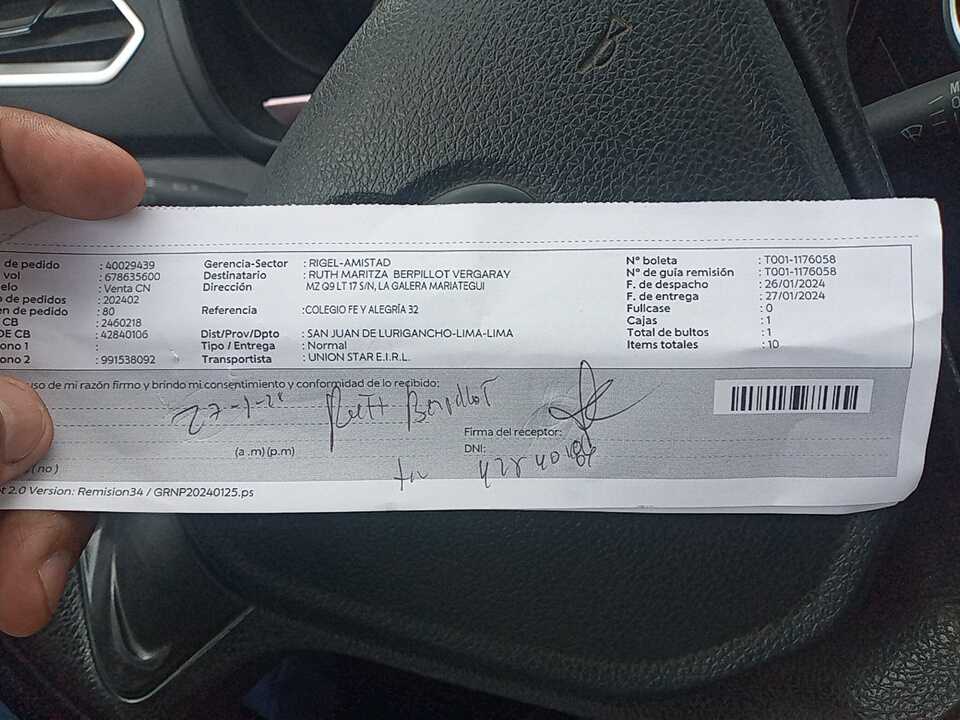 de pedido : 40029439 Gerencia-Sector : RIGEL-AMISTAD N° boleta : T001-1176058
vol : 678635600 Destinatario : RUTH MARITZA BERPILLOT VERGARAY N° de guía remisión : T001-1176058
elo : Venta CN Dirección MZ Q9 LT 17 S/N, LA GALERA MARIATEGUI F. de despacho : 26/01/2024
o de pedidos : 202402 F. de entrega : 27/01/2024
en de pedido : 80 Referencia :COLEGIO FE Y ALEGRÍA 32 Fullcase : 0
CB : 2460218 Cajas : 1
DE CB : 42840106 Dist/Prov/Dpto : SAN JUAN DE LURIGANCHO-LIMA-LIMA Total de bultos : 1
ono 1 : Tipo / Entrega : Normal Items totales : 10
ono 2 : 991538092 Transportista : UNION STAR E.I.R.L.
uso de mi razón firmo y brindo mi consentimiento y conformidad de lo recibido:
Ruth Berpillot
Firma del receptor:
(a .m) (p.m) DNI:
( no )
t 2.0 Version: Remision34 / GRNP20240125.ps